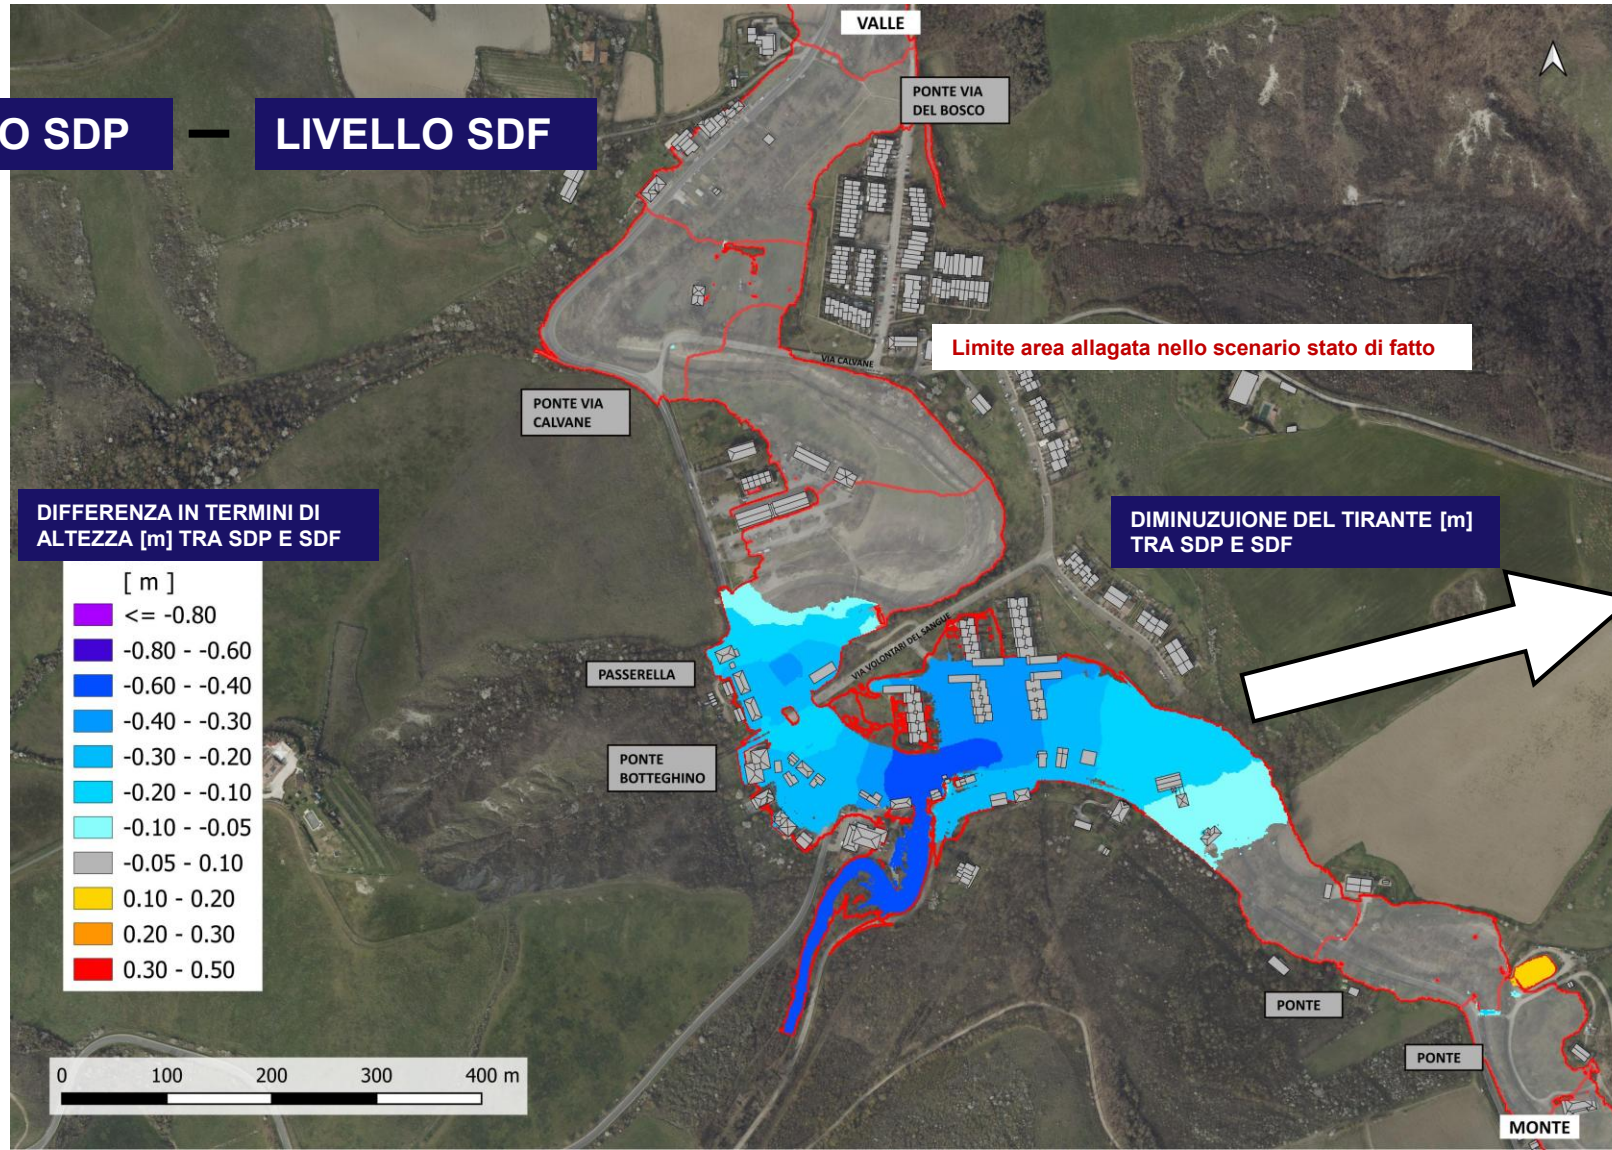 VALLE
PONTE VIA
DEL BOSCO
O SDP
LIVELLO SDF
VIA CALVANE
Limite area allagata nello scenario stato di fatto
PONTE VIA
CALVANE
DIFFERENZA IN TERMINI DI
ALTEZZA [m] TRA SDP E SDF
DIMINUZUIONE DEL TIRANTE [m]
TRA SDP E SDF
[ m ]
<= -0.80
-0.80 - -0.60
-0.60 - -0.40
-0.40 - -0.30
-0.30 - -0.20
-0.20 - -0.10
-0.10 - -0.05
-0.05 - 0.10
0.10 - 0.20
0.20 - 0.30
0.30 - 0.50
VIA VOLONTARI DEL SANGUE
PASSERELLA
PONTE
BOTTEGHINO
PONTE
PONTE
MONTE
0 100 200 300 400 m